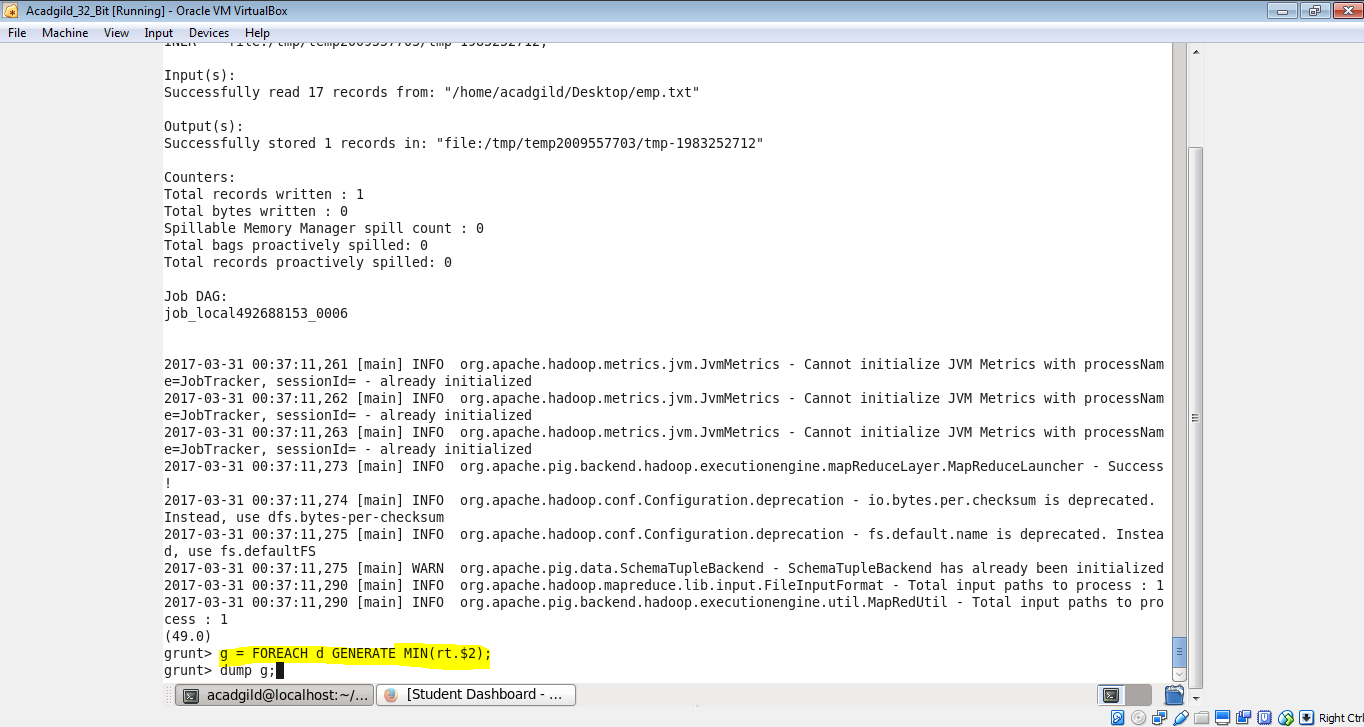 Acadgild_32_Bit [Running] - Oracle VM VirtualBox
File Machine View Input Devices Help
INER file:/tmp/temp2009557703/tmp-1983252712,
Input(s):
Successfully read 17 records from: "/home/acadgild/Desktop/emp.txt"
Output(s):
Successfully stored 1 records in: "file:/tmp/temp2009557703/tmp-1983252712"
Counters:
Total records written : 1
Total bytes written : 0
Spillable Memory Manager spill count : 0
Total bags proactively spilled: 0
Total records proactively spilled: 0
Job DAG:
job_local492688153_0006
2017-03-31 00:37:11,261 [main] INFO  org.apache.hadoop.metrics.jvm.JvmMetrics - Cannot initialize JVM Metrics with processNam
e=JobTracker, sessionId= - already initialized
2017-03-31 00:37:11,262 [main] INFO  org.apache.hadoop.metrics.jvm.JvmMetrics - Cannot initialize JVM Metrics with processNam
e=JobTracker, sessionId= - already initialized
2017-03-31 00:37:11,263 [main] INFO  org.apache.hadoop.metrics.jvm.JvmMetrics - Cannot initialize JVM Metrics with processNam
e=JobTracker, sessionId= - already initialized
2017-03-31 00:37:11,273 [main] INFO  org.apache.pig.backend.hadoop.executionengine.mapReduceLayer.MapReduceLauncher - Success
!
2017-03-31 00:37:11,274 [main] INFO  org.apache.hadoop.conf.Configuration.deprecation - io.bytes.per.checksum is deprecated.
Instead, use dfs.bytes-per-checksum
2017-03-31 00:37:11,275 [main] INFO  org.apache.hadoop.conf.Configuration.deprecation - fs.default.name is deprecated. Instea
d, use fs.defaultFS
2017-03-31 00:37:11,275 [main] WARN  org.apache.pig.data.SchemaTupleBackend - SchemaTupleBackend has already been initialized
2017-03-31 00:37:11,290 [main] INFO  org.apache.hadoop.mapreduce.lib.input.FileInputFormat - Total input paths to process : 1
2017-03-31 00:37:11,290 [main] INFO  org.apache.pig.backend.hadoop.executionengine.util.MapRedUtil - Total input paths to pro
cess : 1
(49.0)
grunt> g = FOREACH d GENERATE MIN(rt.$2);
grunt> dump g;
acadgild@localhost:~/... [Student Dashboard - ...
Right Ctrl